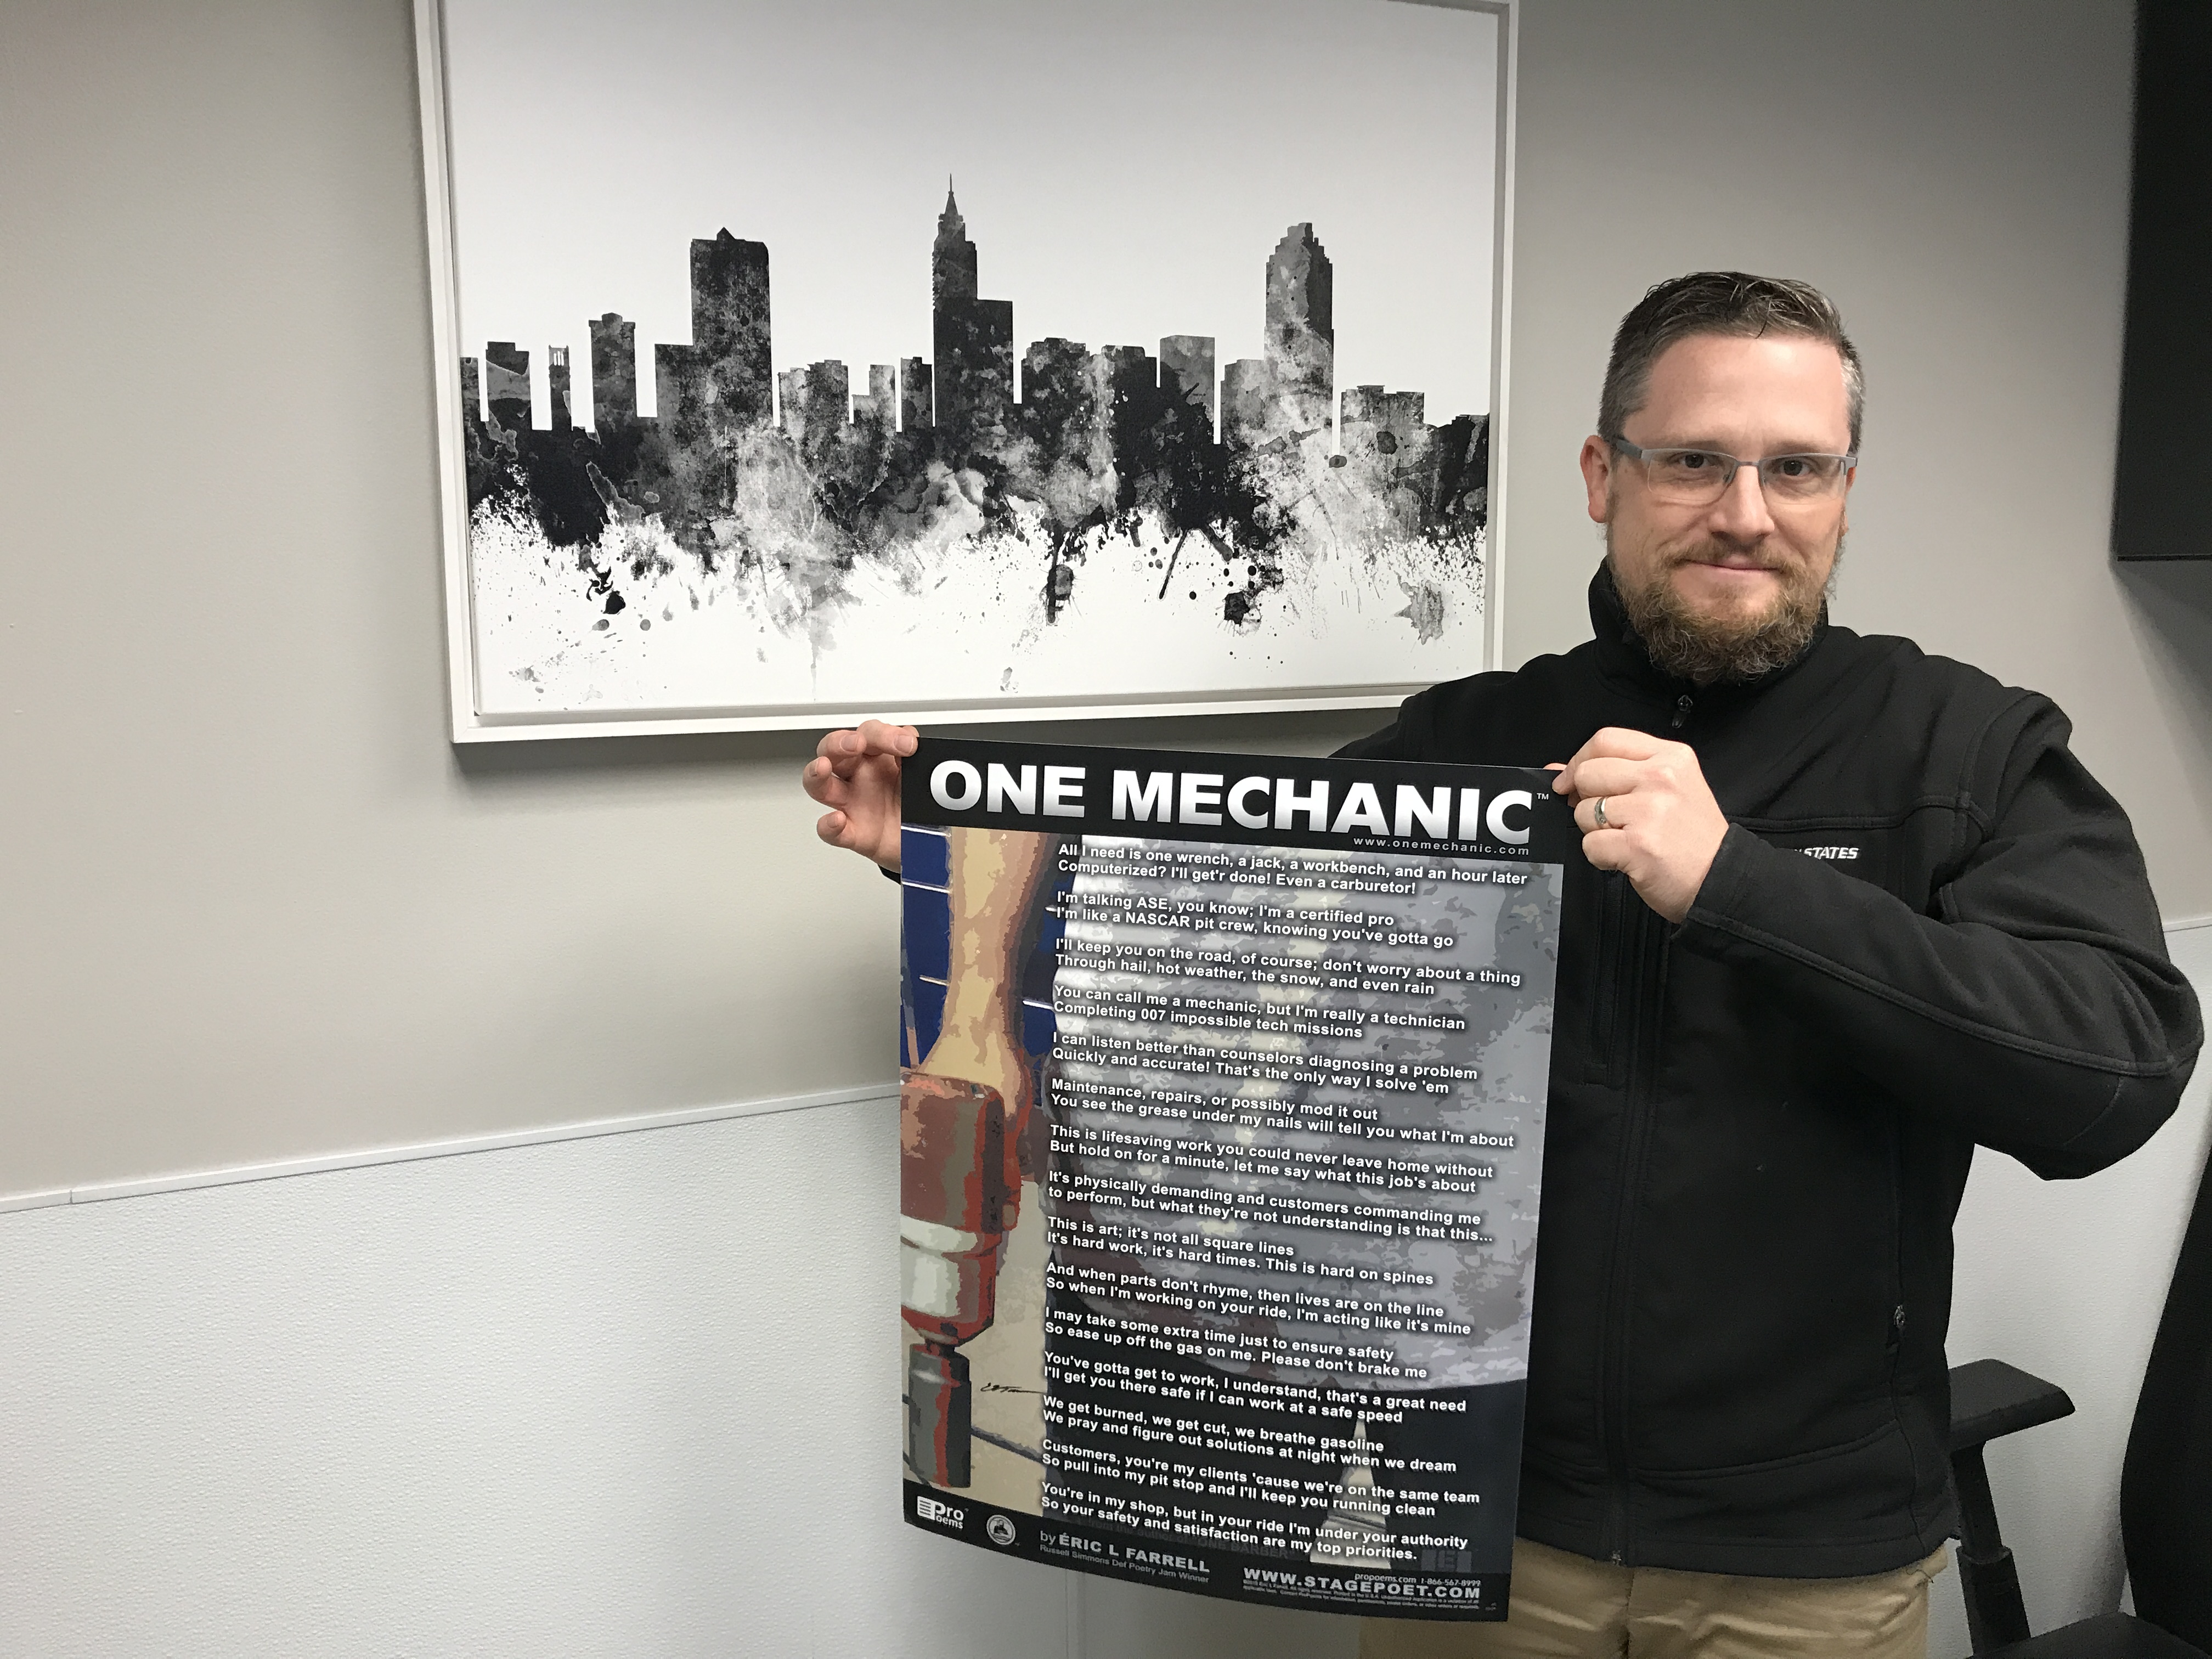 ONE MECHANIC™
www.onemechanic.com
All I need is one wrench, a jack, a workbench, and an hour later
Computerized? I'll get'r done! Even a carburetor!
I'm talking ASE, you know; I'm a certified pro
I'm like a NASCAR pit crew, knowing you've gotta go
I'll keep you on the road, of course; don't worry about a thing
Through hail, hot weather, the snow, and even rain
You can call me a mechanic, but I'm really a technician
Completing 007 impossible tech missions
I can listen better than counselors diagnosing a problem
Quickly and accurate! That's the only way I solve 'em
Maintenance, repairs, or possibly mod it out
You see the grease under my nails will tell you what I'm about
This is lifesaving work you could never leave home without
But hold on for a minute, let me say what this job's about
It's physically demanding and customers commanding me
to perform, but what they're not understanding is that this...
This is art; it's not all square lines
It's hard work, it's hard times. This is hard on spines
And when parts don't rhyme, then lives are on the line
So when I'm working on your ride, I'm acting like it's mine
I may take some extra time just to ensure safety
So ease up off the gas on me. Please don't brake me
You've gotta get to work, I understand, that's a great need
I'll get you there safe if I can work at a safe speed
We get burned, we get cut, we breathe gasoline
We pray and figure out solutions at night when we dream
Customers, you're my clients 'cause we're on the same team
So pull into my pit stop and I'll keep you running clean
You're in my shop, but in your ride I'm under your authority
So your safety and satisfaction are my top priorities.
Pro
oems
by ÉRIC L FARRELL
Russell Simmons Def Poetry Jam Winner
propoems.com 1-866-567-8999
WWW.STAGEPOET.COM
STATES